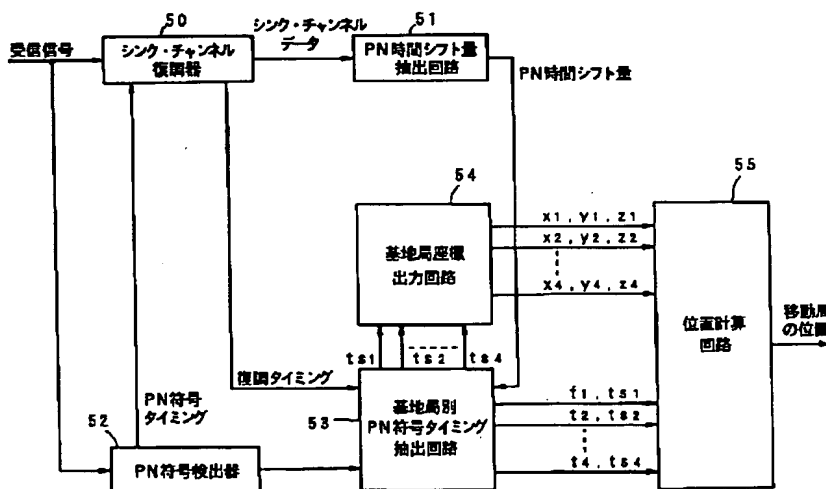 50
51
受信信号
シンク・チャンネル
復調器
シンク・チャンネル
データ
PN時間シフト量
抽出回路
PN時間シフト量
54
55
基地局座標
出力回路
x1, y1, z1
x2, y2, z2
x4, y4, z4
位置計算
回路
移動局
の位置
ts1
ts2
ts4
復調タイミング
PN符号
タイミング
52
53
基地局別
PN符号タイミング
抽出回路
t1, ts1
t2, ts2
t4, ts4
PN符号検出器